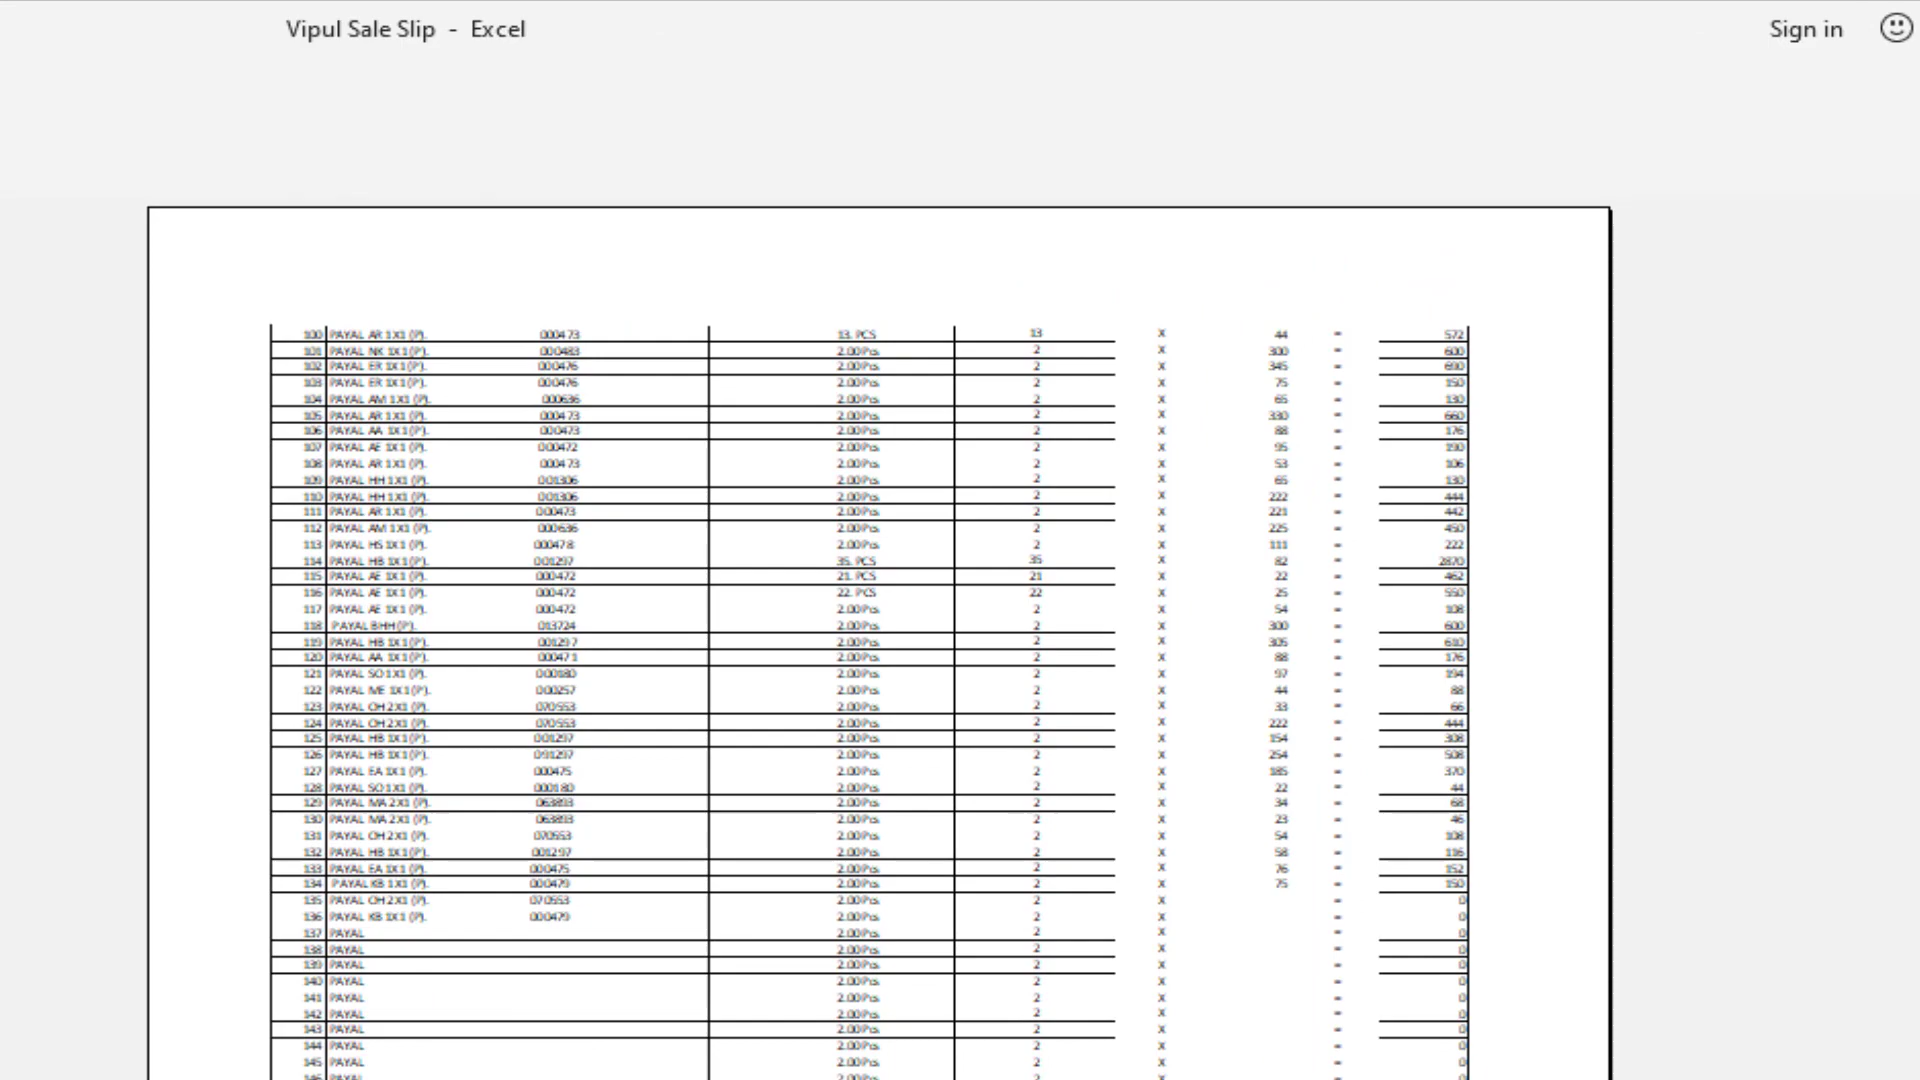 Vipul Sale Slip - Excel
Sign in
100 PAYAL AR 1X1 (P). 000473 13. PCS 13 X 44 = 572
101 PAYAL NK 1X1 (P). 000483 2.00Pcs. 2 X 300 = 600
102 PAYAL ER 1X1 (P). 000476 2.00Pcs. 2 X 345 = 690
103 PAYAL ER 1X1 (P). 000476 2.00Pcs. 2 X 75 = 150
104 PAYAL AM 1X1 (P). 000636 2.00Pcs. 2 X 65 = 130
105 PAYAL AR 1X1 (P). 000473 2.00Pcs. 2 X 330 = 660
106 PAYAL AA 1X1 (P). 000473 2.00Pcs. 2 X 88 = 176
107 PAYAL AE 1X1 (P). 000472 2.00Pcs. 2 X 95 = 190
108 PAYAL AR 1X1 (P). 000473 2.00Pcs. 2 X 53 = 106
109 PAYAL HH 1X1 (P). 001306 2.00Pcs. 2 X 65 = 130
110 PAYAL HH 1X1 (P). 001306 2.00Pcs. 2 X 222 = 444
111 PAYAL AR 1X1 (P). 000473 2.00Pcs. 2 X 221 = 442
112 PAYAL AM 1X1 (P). 000636 2.00Pcs. 2 X 225 = 450
113 PAYAL HS 1X1 (P). 000478 2.00Pcs. 2 X 111 = 222
114 PAYAL HB 1X1 (P). 001297 35. PCS 35 X 82 = 2870
115 PAYAL AE 1X1 (P). 000472 21. PCS 21 X 22 = 462
116 PAYAL AE 1X1 (P). 000472 22. PCS 22 X 25 = 550
117 PAYAL AE 1X1 (P). 000472 2.00Pcs. 2 X 54 = 108
118 PAYAL BHH (P). 013724 2.00Pcs. 2 X 300 = 600
119 PAYAL HB 1X1 (P). 001297 2.00Pcs. 2 X 305 = 610
120 PAYAL AA 1X1 (P). 000471 2.00Pcs. 2 X 88 = 176
121 PAYAL SO 1X1 (P). 000180 2.00Pcs. 2 X 97 = 194
122 PAYAL ME 1X1 (P). 000257 2.00Pcs. 2 X 44 = 88
123 PAYAL OH 2X1 (P). 070553 2.00Pcs. 2 X 33 = 66
124 PAYAL OH 2X1 (P). 070553 2.00Pcs. 2 X 222 = 444
125 PAYAL HB 1X1 (P). 001297 2.00Pcs. 2 X 154 = 308
126 PAYAL HB 1X1 (P). 091297 2.00Pcs. 2 X 254 = 508
127 PAYAL EA 1X1 (P). 000475 2.00Pcs. 2 X 185 = 370
128 PAYAL SO 1X1 (P). 000180 2.00Pcs. 2 X 22 = 44
129 PAYAL MA 2X1 (P). 063893 2.00Pcs. 2 X 34 = 68
130 PAYAL MA 2X1 (P). 063893 2.00Pcs. 2 X 23 = 46
131 PAYAL OH 2X1 (P). 070553 2.00Pcs. 2 X 54 = 108
132 PAYAL HB 1X1 (P). 001297 2.00Pcs. 2 X 58 = 116
133 PAYAL EA 1X1 (P). 000475 2.00Pcs. 2 X 76 = 152
134 PAYAL KB 1X1 (P). 000479 2.00Pcs. 2 X 75 = 150
135 PAYAL OH 2X1 (P). 070553 2.00Pcs. 2 X = 0
136 PAYAL KB 1X1 (P). 000479 2.00Pcs. 2 X = 0
137 PAYAL 2.00Pcs. 2 X = 0
138 PAYAL 2.00Pcs. 2 X = 0
139 PAYAL 2.00Pcs. 2 X = 0
140 PAYAL 2.00Pcs. 2 X = 0
141 PAYAL 2.00Pcs. 2 X = 0
142 PAYAL 2.00Pcs. 2 X = 0
143 PAYAL 2.00Pcs. 2 X = 0
144 PAYAL 2.00Pcs. 2 X = 0
145 PAYAL 2.00Pcs. 2 X = 0